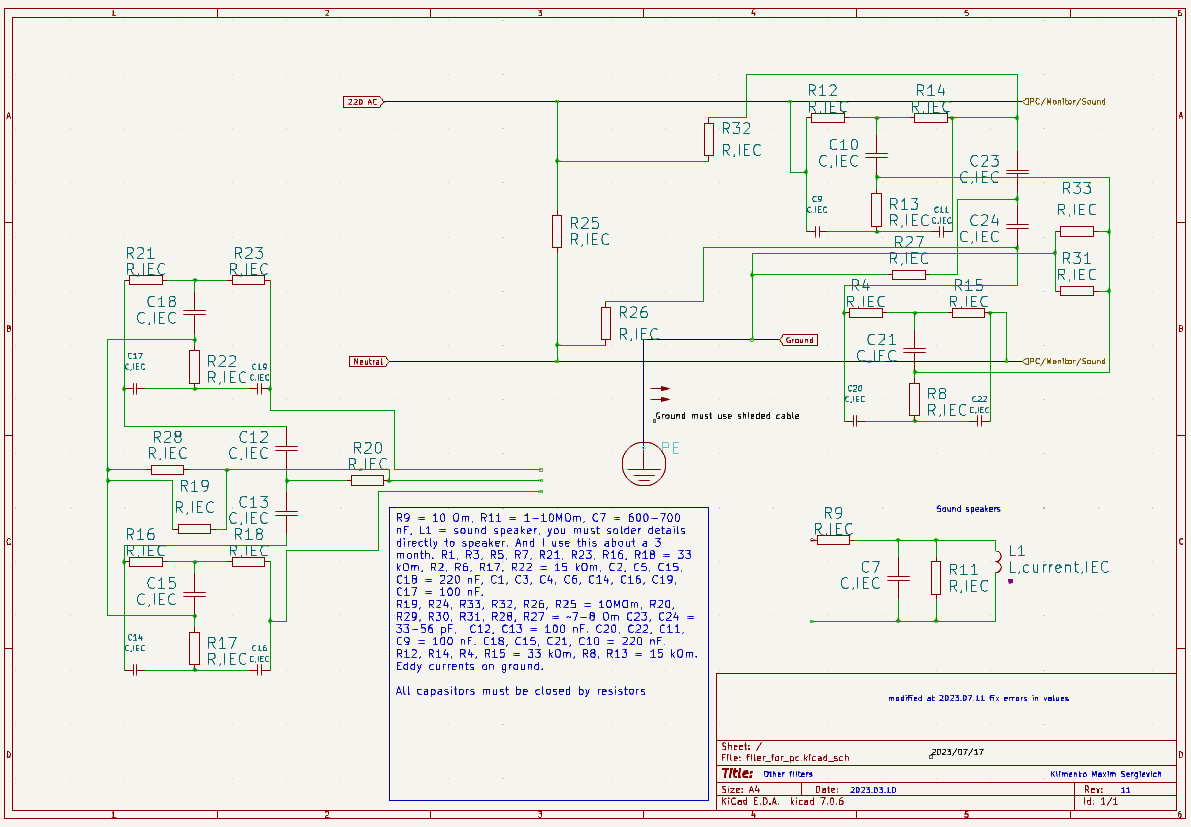 1 2 3 4 5 6
A A
B B
C C
D D
220 AC
PC/Monitor/Sound
R12
R,IEC
R14
R,IEC
R32
R,IEC
C10
C,IEC
C23
C,IEC
R33
R,IEC
C9
C,IEC
R13
R,IEC
C11
C,IEC
C24
C,IEC
R25
R,IEC
R27
R,IEC
R31
R,IEC
R21
R,IEC
R23
R,IEC
R4
R,IEC
R15
R,IEC
C18
C,IEC
R26
R,IEC
Ground
C21
C,IEC
Neutral
PC/Monitor/Sound
C17
C,IEC
R22
R,IEC
C19
C,IEC
C20
C,IEC
R8
R,IEC
C22
C,IEC
Ground must use shleded cable
PE
R28
R,IEC
C12
C,IEC
R20
R,IEC
R19
R,IEC
C13
C,IEC
R16
R,IEC
R18
R,IEC
C15
C,IEC
C14
C,IEC
R17
R,IEC
C16
C,IEC
Sound speakers
R9
R,IEC
C7
C,IEC
R11
R,IEC
L1
L,current,IEC
R9 = 10 Om, R11 = 1-10MOm, C7 = 600-700
nF, L1 = sound speaker, you must solder details
directly to speaker. And I use this about a 3
month. R1, R3, R5, R7, R21, R23, R16, R18 = 33
kOm, R2, R6, R17, R22 = 15 kOm, C2, C5, C15,
C18 = 220 nF, C1, C3, C4, C6, C14, C16, C19,
C17 = 100 nF.
R19, R24, R33, R32, R26, R25 = 10MOm, R20,
R29, R30, R31, R28, R27 = ~7-8 Om C23, C24 =
33-56 pF, C12, C13 = 100 nF. C20, C22, C11,
C9 = 100 nF. C18, C15, C21, C10 = 220 nF.
R12, R14, R4, R15 = 33 kOm, R8, R13 = 15 kOm.
Eddy currents on ground.
All capasitors must be closed by resistors
modified at 2023.07.11 fix errors in values
Sheet: /
File: filer_for_pc.kicad_sch
2023/07/17
Title: Other filters
Klimenko Maxim Sergievich
Size: A4
Date: 2023.03.10
Rev: 11
KiCad E.D.A. kicad 7.0.6
Id: 1/1
1 2 3 4 5 6